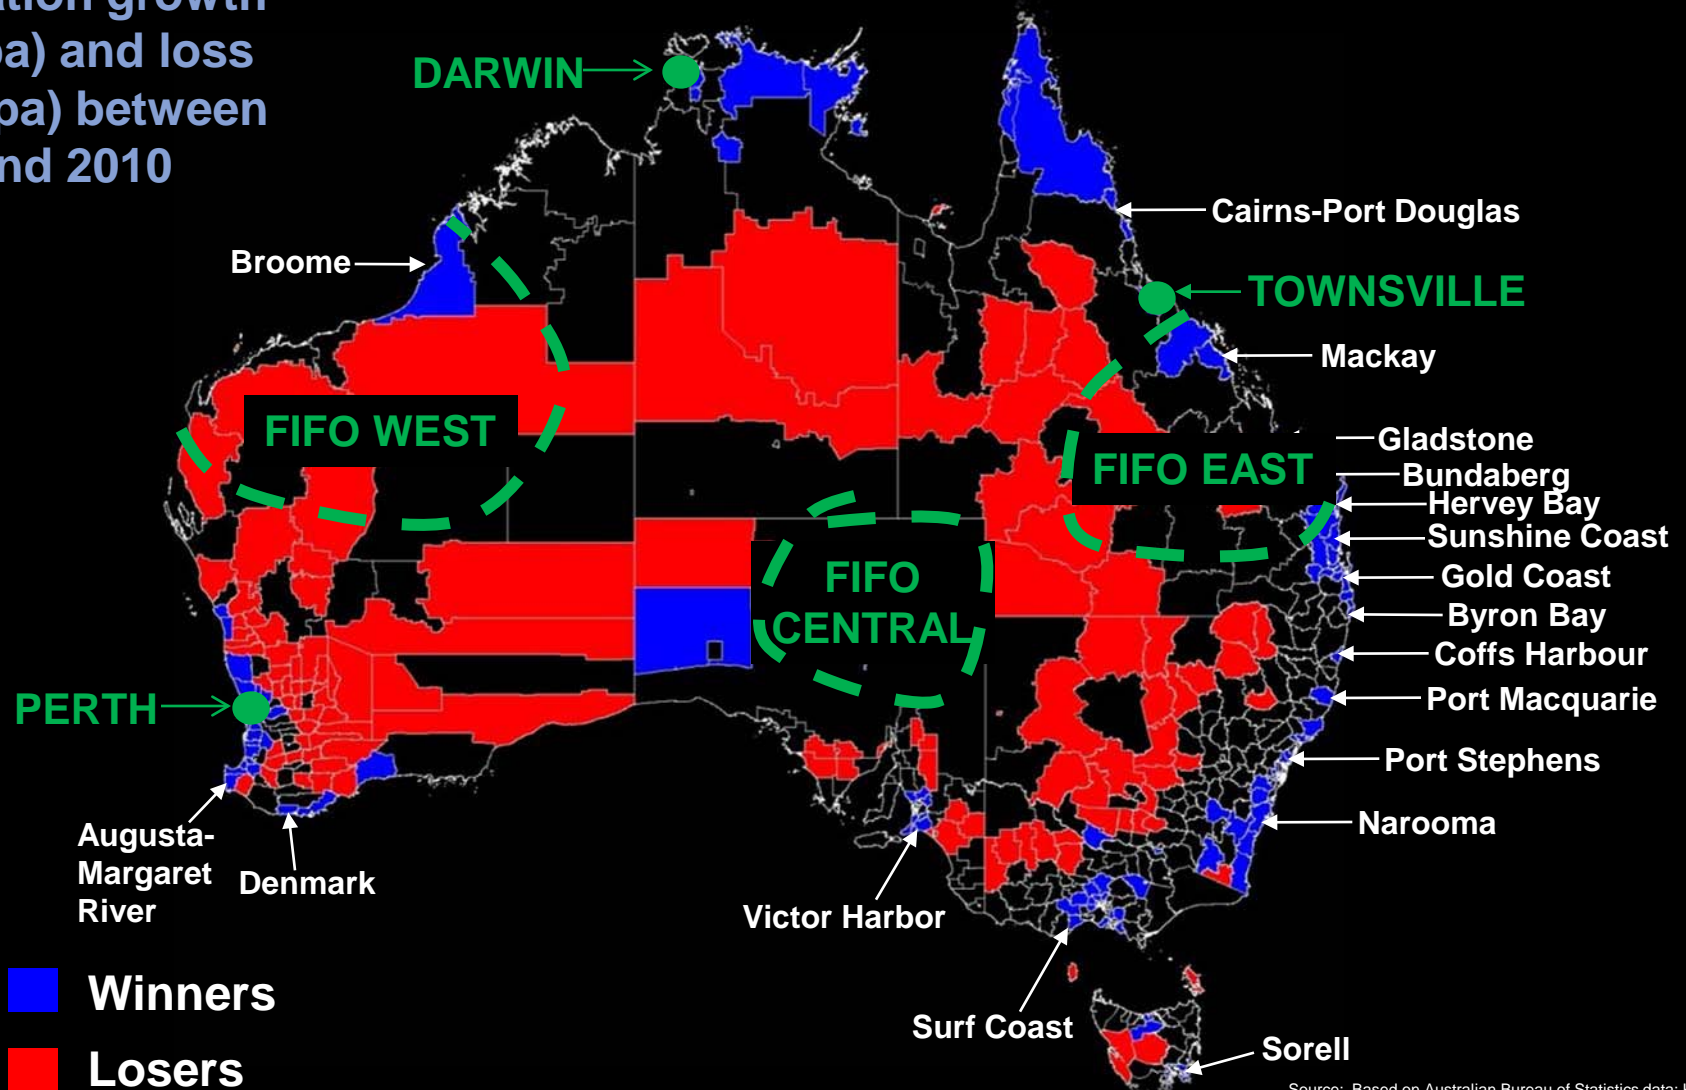 ation growth
pa) and loss
pa) between
nd 2010
DARWIN
Cairns-Port Douglas
Broome
TOWNSVILLE
Mackay
FIFO WEST
FIFO EAST
Gladstone
Bundaberg
Hervey Bay
Sunshine Coast
FIFO
CENTRAL
Gold Coast
Byron Bay
Coffs Harbour
PERTH
Port Macquarie
Port Stephens
Narooma
Augusta-
Margaret
River
Denmark
Victor Harbor
Surf Coast
Sorell
Winners
Losers
Source: Based on Australian Bureau of Statistics data;